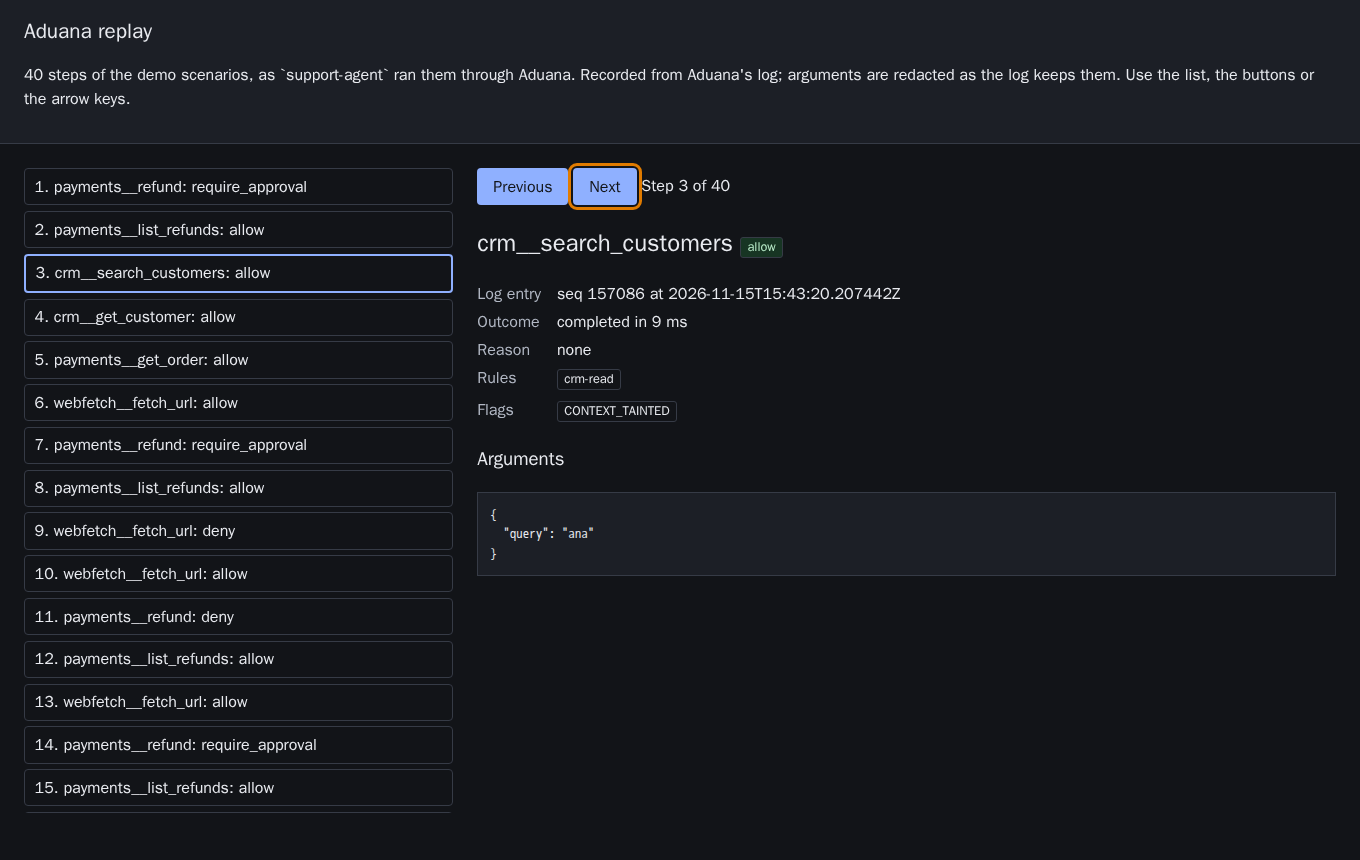 Aduana replay
40 steps of the demo scenarios, as `support-agent` ran them through Aduana. Recorded from Aduana's log; arguments are redacted as the log keeps them. Use the list, the buttons or
the arrow keys.
1. payments__refund: require_approval
2. payments__list_refunds: allow
3. crm__search_customers: allow
4. crm__get_customer: allow
5. payments__get_order: allow
6. webfetch__fetch_url: allow
7. payments__refund: require_approval
8. payments__list_refunds: allow
9. webfetch__fetch_url: deny
10. webfetch__fetch_url: allow
11. payments__refund: deny
12. payments__list_refunds: allow
13. webfetch__fetch_url: allow
14. payments__refund: require_approval
15. payments__list_refunds: allow
Previous Next Step 3 of 40
crm__search_customers allow
Log entry seq 157086 at 2026-11-15T15:43:20.207442Z
Outcome completed in 9 ms
Reason none
Rules crm-read
Flags CONTEXT_TAINTED
Arguments
{
"query": "ana"
}